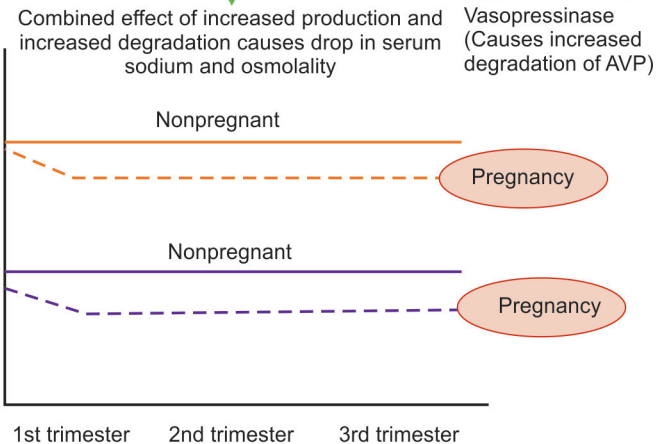 Combined effect of increased production and
increased degradation causes drop in serum
sodium and osmolality
Vasopressinase
(Causes increased
degradation of AVP)
Nonpregnant
Pregnancy
Nonpregnant
Pregnancy
1st trimester 2nd trimester 3rd trimester